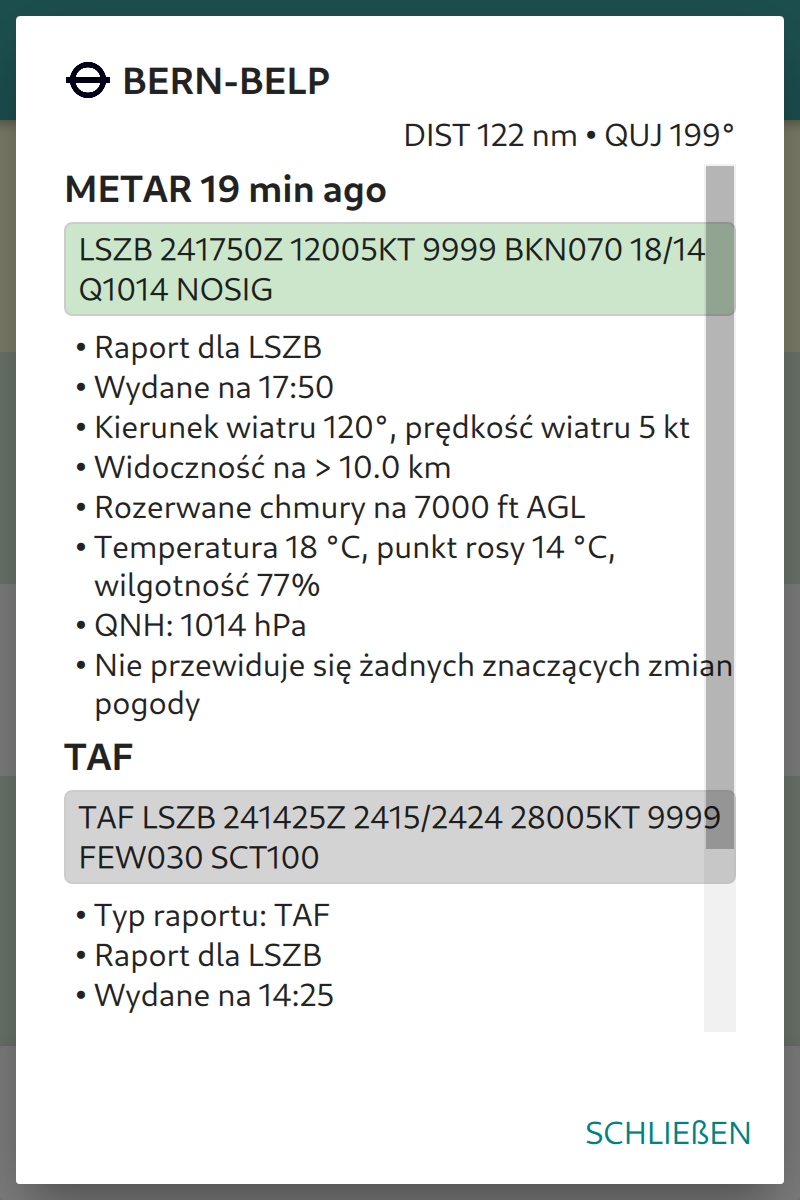 BERN-BELP
DIST 122 nm • QUJ 199°
METAR 19 min ago
LSZB 241750Z 12005KT 9999 BKN070 18/14
Q1014 NOSIG
• Raport dla LSZB
• Wydane na 17:50
• Kierunek wiatru 120°, prędkość wiatru 5 kt
• Widoczność na > 10.0 km
• Rozerwane chmury na 7000 ft AGL
• Temperatura 18 °C, punkt rosy 14 °C,
wilgotność 77%
• QNH: 1014 hPa
• Nie przewiduje się żadnych znaczących zmian
pogody
TAF
TAF LSZB 241425Z 2415/2424 28005KT 9999
FEW030 SCT100
• Typ raportu: TAF
• Raport dla LSZB
• Wydane na 14:25
SCHLIEßEN